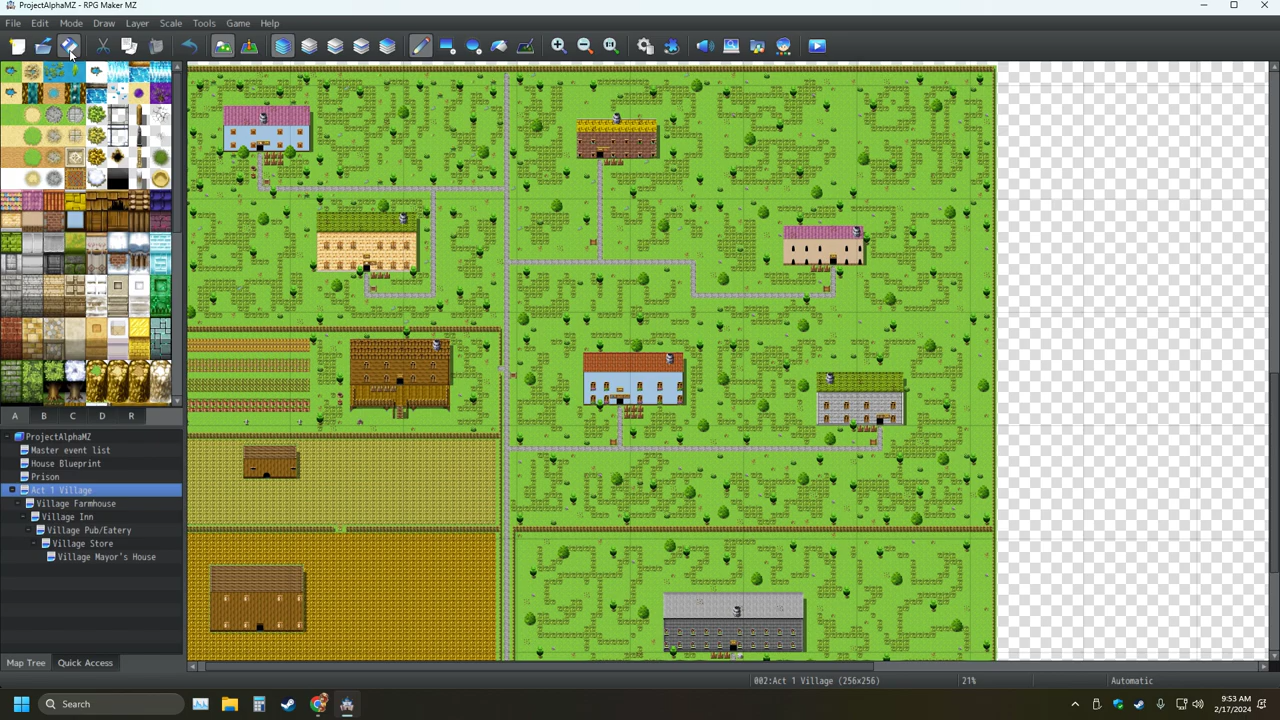 ProjectAlphaMZ - RPG Maker MZ
File Edit Mode Draw Layer Scale Tools Game Help
A B C D R
ProjectAlphaMZ
Master event list
House Blueprint
Prison
Act 1 Village
Village Farmhouse
Village Inn
Village Pub/Eatery
Village Store
Village Mayor's House
Map Tree Quick Access
002:Act 1 Village (256x256) 21% Automatic
Search
9:53 AM
2/17/2024